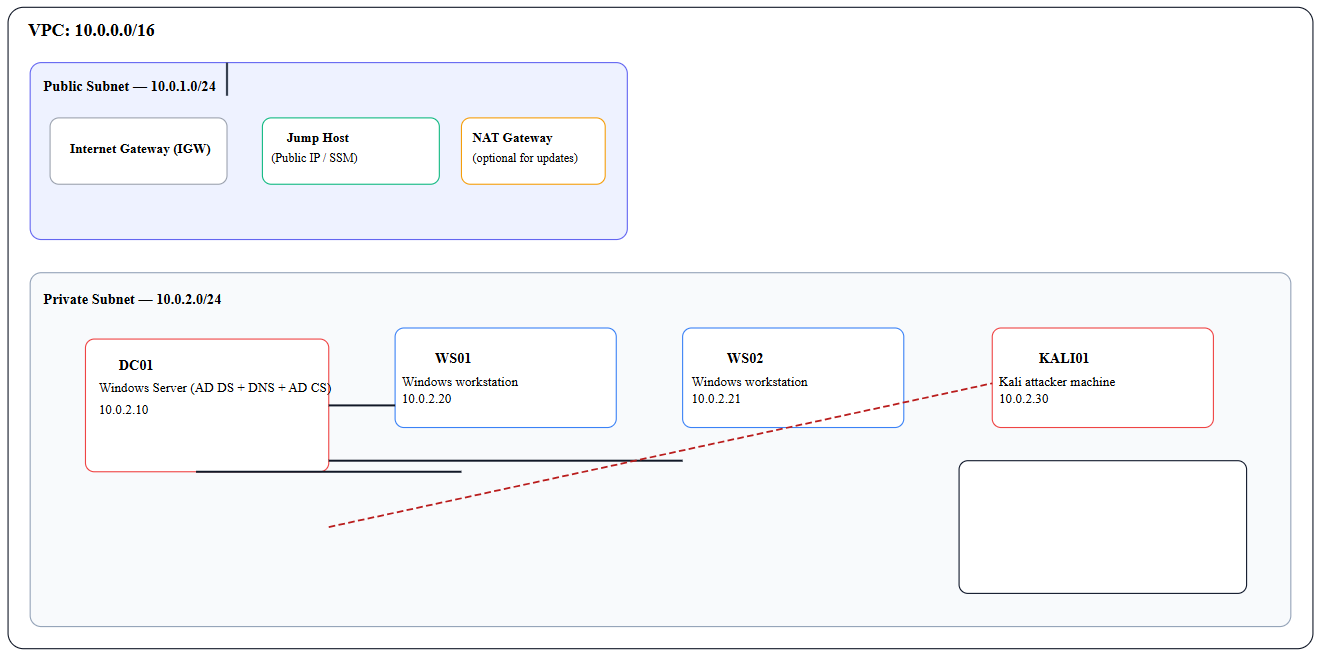 VPC: 10.0.0.0/16
Public Subnet — 10.0.1.0/24
Internet Gateway (IGW)
Jump Host
(Public IP / SSM)
NAT Gateway
(optional for updates)
Private Subnet — 10.0.2.0/24
DC01
Windows Server (AD DS + DNS + AD CS)
10.0.2.10
WS01
Windows workstation
10.0.2.20
WS02
Windows workstation
10.0.2.21
KALI01
Kali attacker machine
10.0.2.30